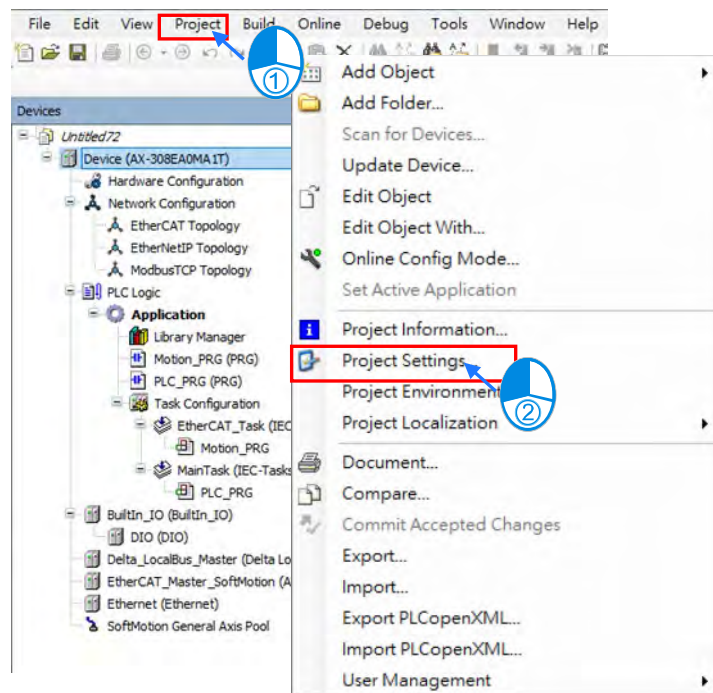 File Edit View Project Build Online Debug Tools Window Help
①
Devices
Untitled72
Device (AX-308EA0MA1T)
Hardware Configuration
Network Configuration
EtherCAT Topology
EtherNetIP Topology
ModbusTCP Topology
PLC Logic
Application
Library Manager
Motion_PRG (PRG)
PLC_PRG (PRG)
Task Configuration
EtherCAT_Task (IEC
Motion_PRG
MainTask (IEC-Tasks
PLC_PRG
BuiltIn_IO (BuiltIn_IO)
DIO (DIO)
Delta_LocalBus_Master (Delta Lo
EtherCAT_Master_SoftMotion (A
Ethernet (Ethernet)
SoftMotion General Axis Pool
Add Object
Add Folder...
Scan for Devices...
Update Device...
Edit Object
Edit Object With...
Online Config Mode...
Set Active Application
Project Information...
Project Settings
②
Project Environment
Project Localization
Document...
Compare...
Commit Accepted Changes
Export...
Import...
Export PLCopenXML...
Import PLCopenXML...
User Management